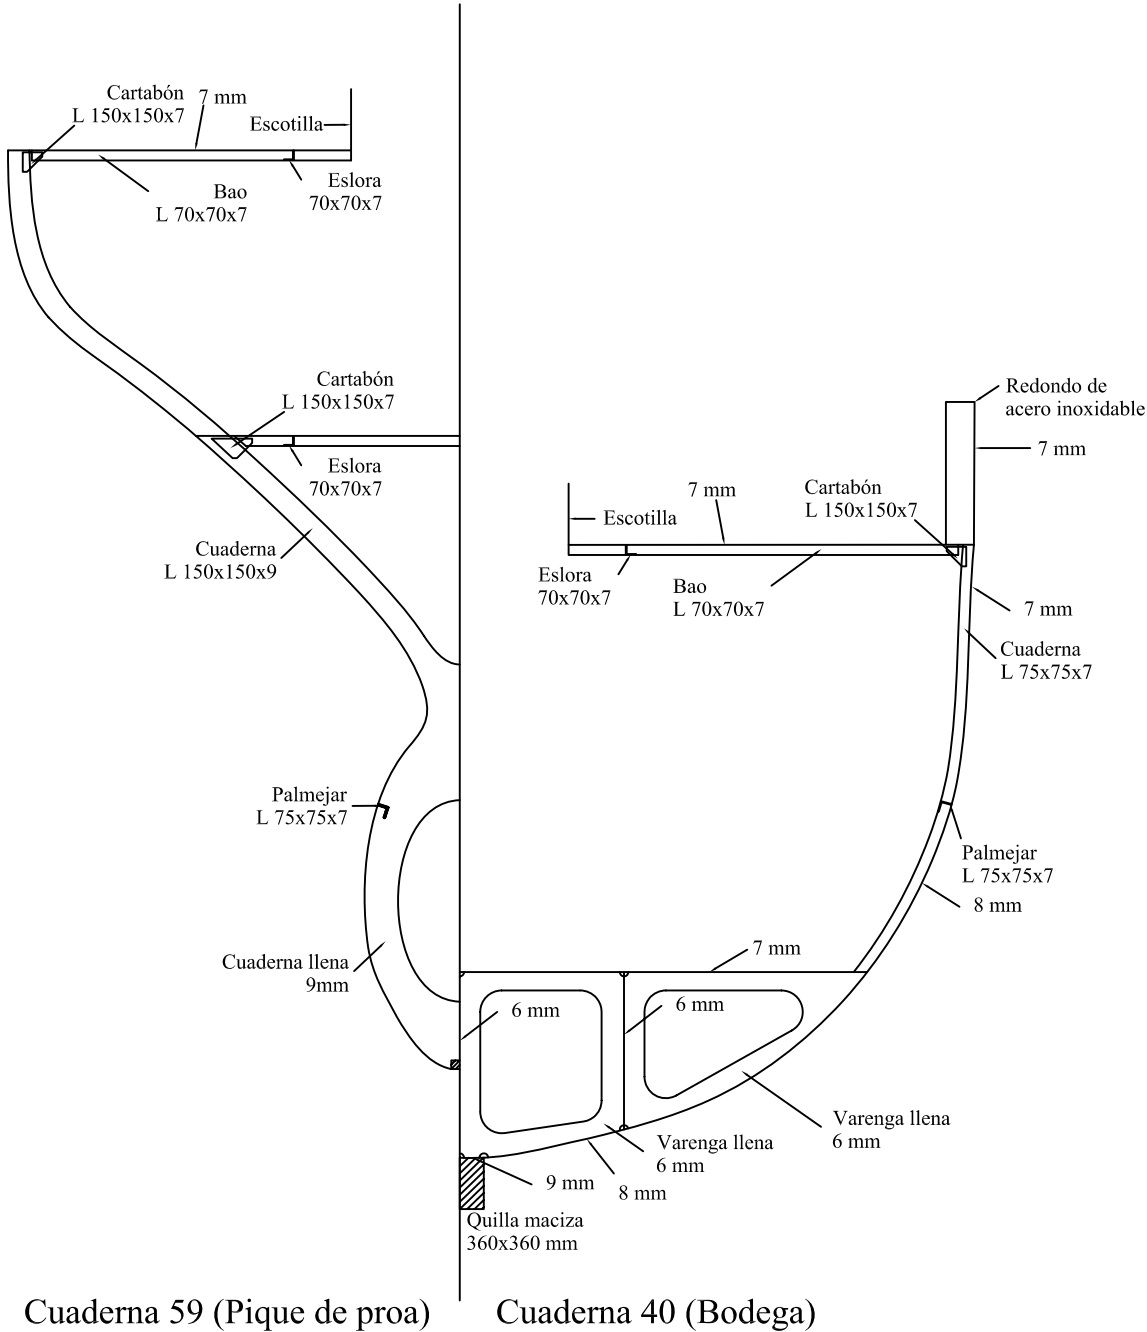 Cartabón
L 150x150x7
7 mm
Escotilla
Bao
L 70x70x7
Eslora
70x70x7
Cartabón
L 150x150x7
Eslora
70x70x7
Cuaderna
L 150x150x9
Palmejar
L 75x75x7
Cuaderna llena
9mm
Redondo de
acero inoxidable
7 mm
Cartabón
L 150x150x7
7 mm
Escotilla
Eslora
70x70x7
Bao
L 70x70x7
7 mm
Cuaderna
L 75x75x7
Palmejar
L 75x75x7
8 mm
7 mm
6 mm
6 mm
Varenga llena
6 mm
Varenga llena
6 mm
9 mm
8 mm
Quilla maciza
360x360 mm
Cuaderna 59 (Pique de proa)
Cuaderna 40 (Bodega)